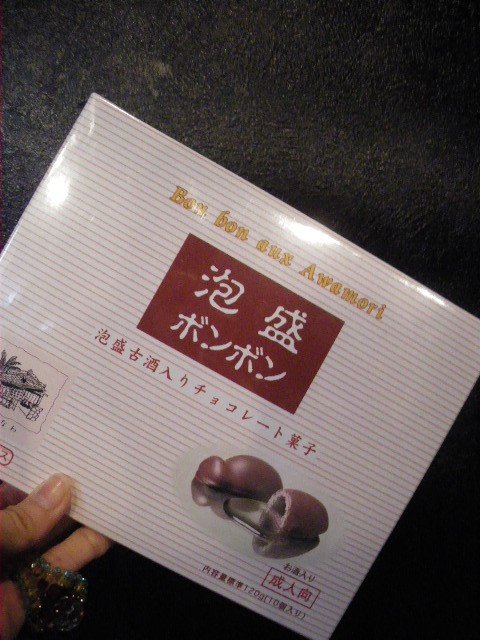 Bon bon aux Awamori
泡盛
ボンボン
泡盛古酒入りチョコレート菓子
お酒入り
成人向
内容量標準120g(10個入り)